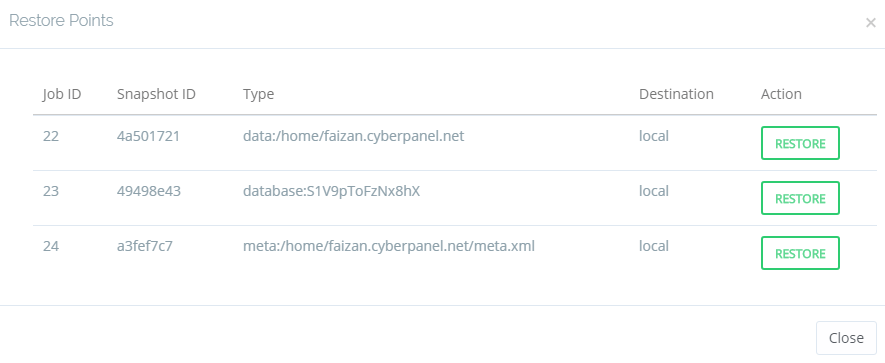 Restore Points ×
Job ID Snapshot ID Type Destination Action
22 4a501721 data:/home/faizan.cyberpanel.net local RESTORE
23 49498e43 database:S1V9pToFzNx8hX local RESTORE
24 a3fef7c7 meta:/home/faizan.cyberpanel.net/meta.xml local RESTORE
Close